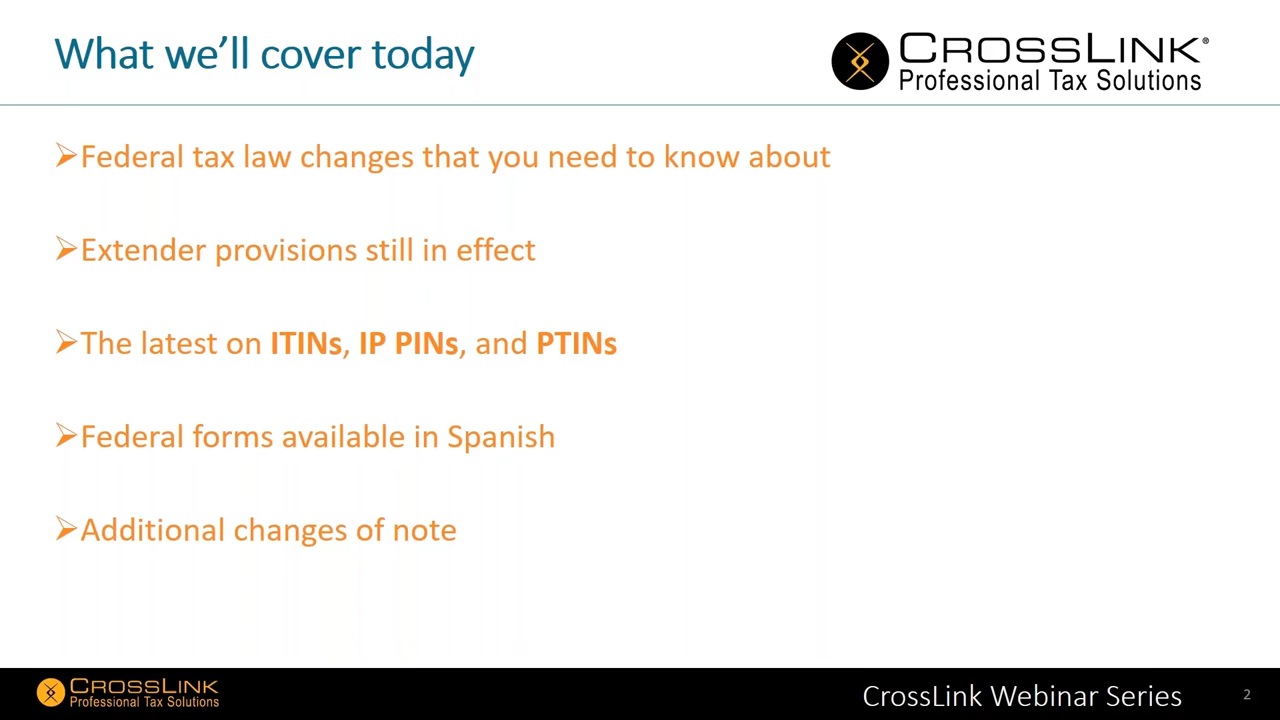 What we’ll cover today
CROSSLINK®
Professional Tax Solutions
➢Federal tax law changes that you need to know about
➢Extender provisions still in effect
➢The latest on ITINs, IP PINs, and PTINs
➢Federal forms available in Spanish
➢Additional changes of note
CROSSLINK
Professional Tax Solutions
CrossLink Webinar Series
2